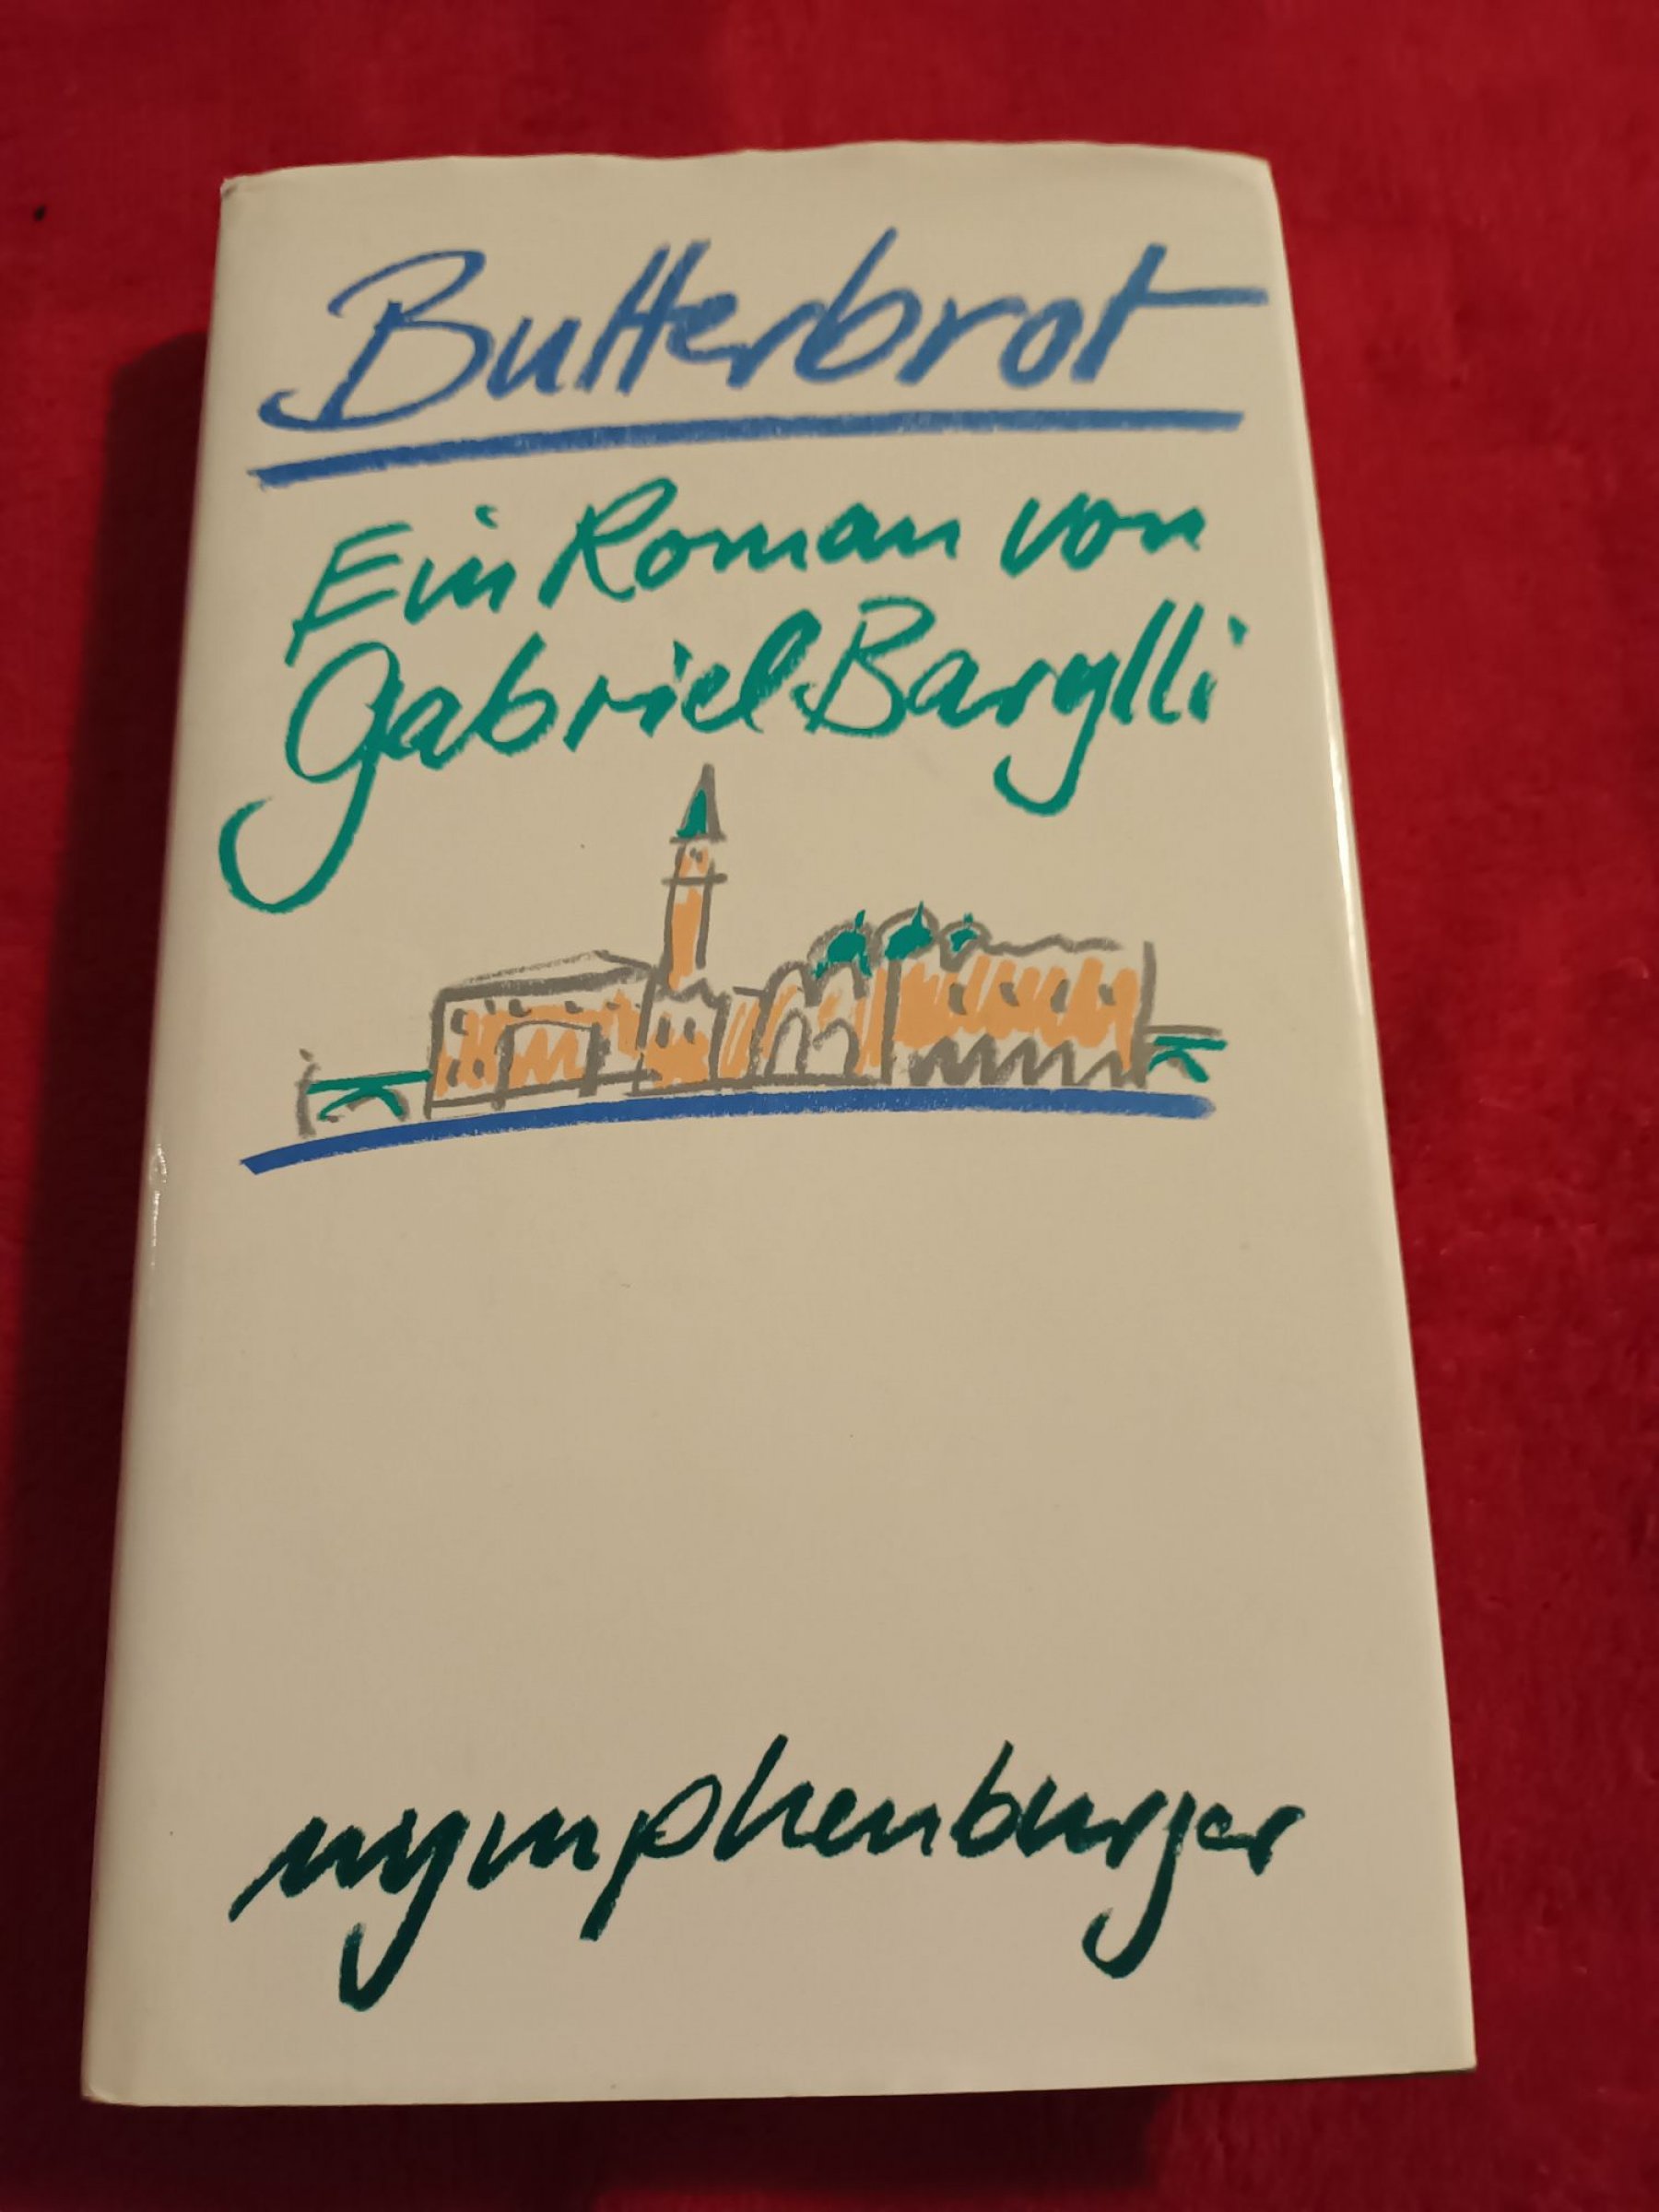 Butterbrot
Ein Roman von
Gabriel Barylli
nymphenburger